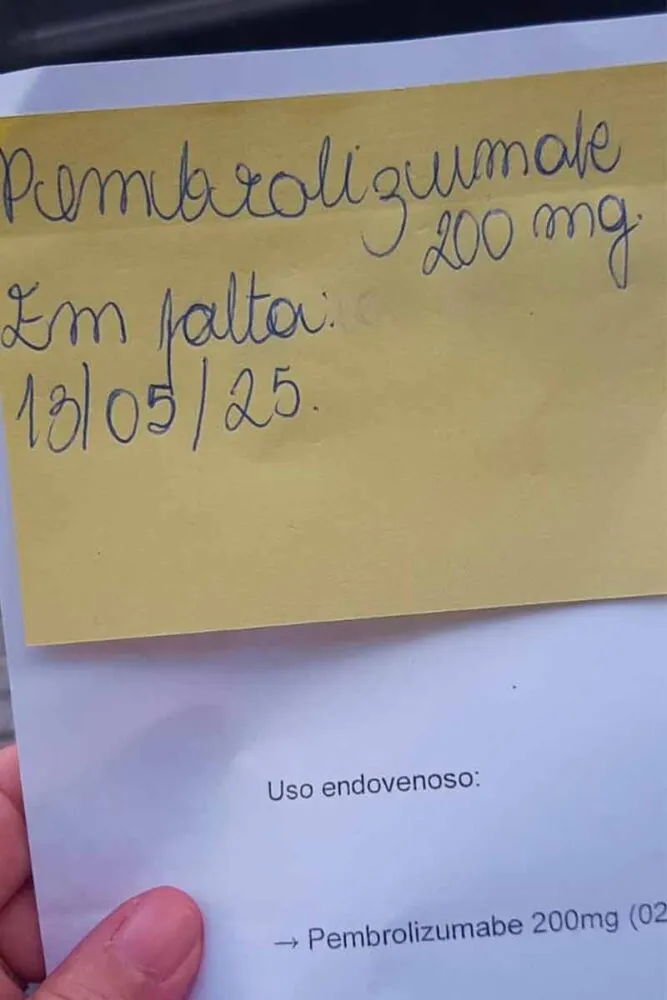 Pembrolizumabe
200 mg.
Em falta:
13/05/25.
Uso endovenoso:
→ Pembrolizumabe 200mg (02